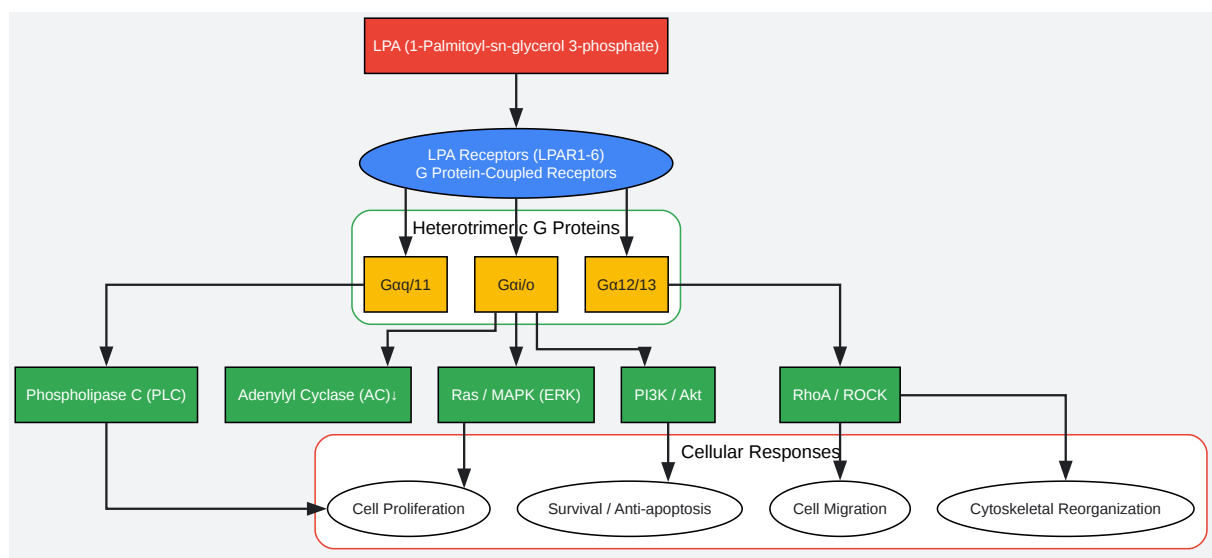 LPA (1-Palmitoyl-sn-glycerol 3-phosphate)
LPA Receptors (LPAR1-6)
G Protein-Coupled Receptors
Heterotrimeric G Proteins
Gαq/11
Gαi/o
Gα12/13
Phospholipase C (PLC)
Adenylyl Cyclase (AC)↓
Ras / MAPK (ERK)
PI3K / Akt
RhoA / ROCK
Cellular Responses
Cell Proliferation
Survival / Anti-apoptosis
Cell Migration
Cytoskeletal Reorganization